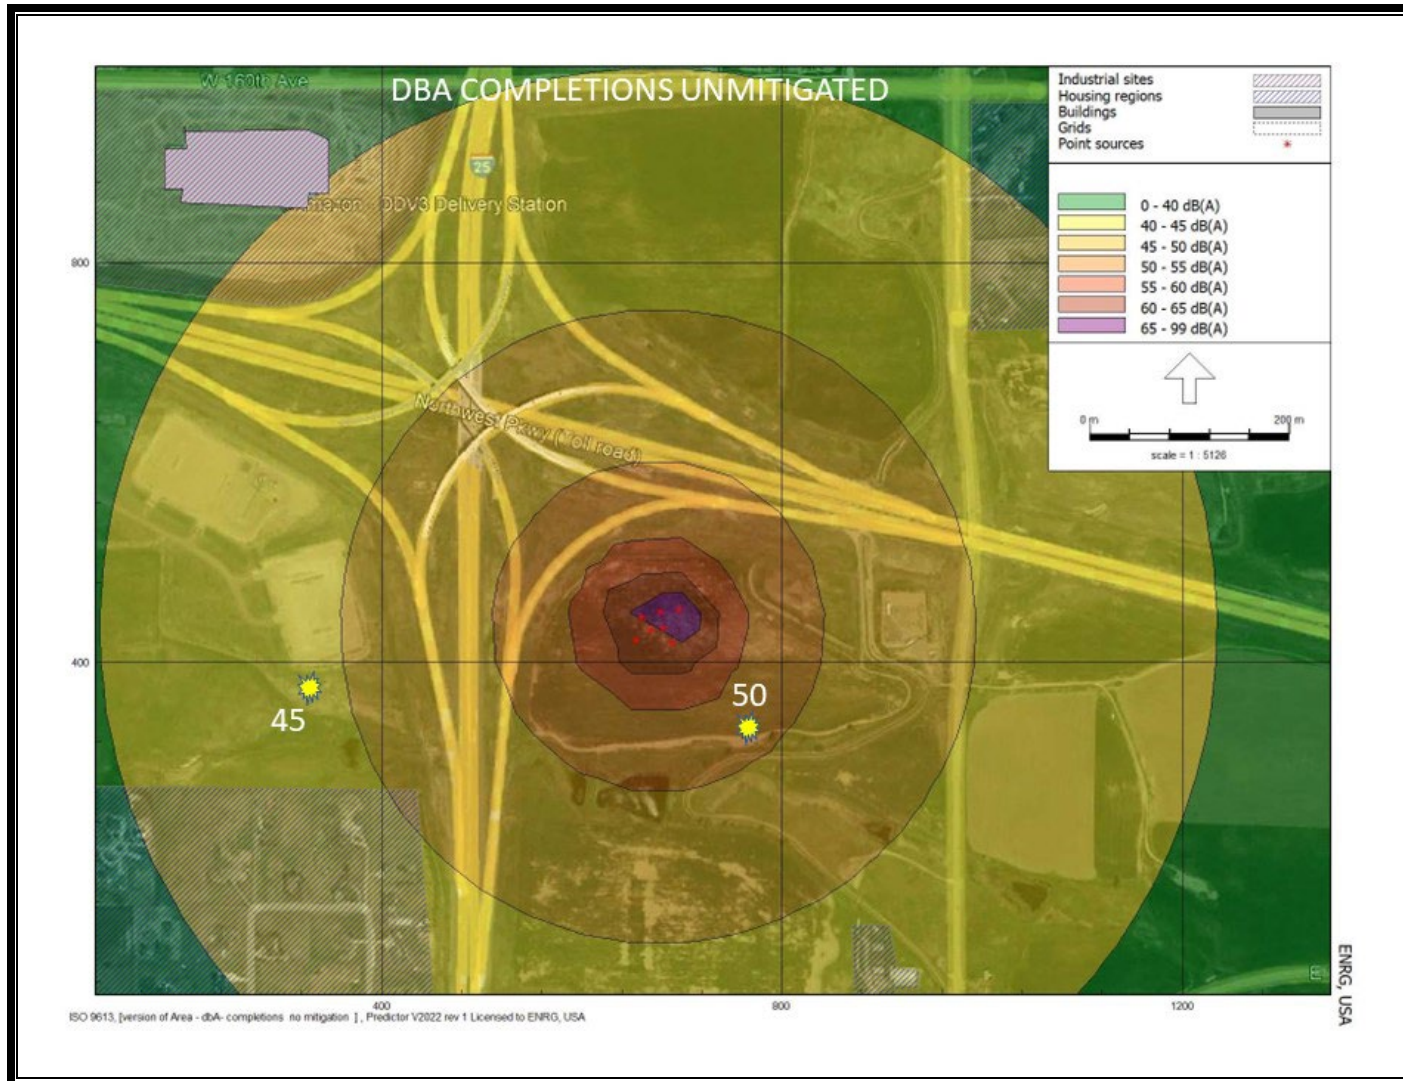 W 160th Ave
DBA COMPLETIONS UNMITIGATED
25
mazon - DDV3 Delivery Station
Northwest Pkwy (Toll road)
Industrial sites
Housing regions
Buildings
Grids
Point sources
0 - 40 dB(A)
40 - 45 dB(A)
45 - 50 dB(A)
50 - 55 dB(A)
55 - 60 dB(A)
60 - 65 dB(A)
65 - 99 dB(A)
0 m 200 m
scale = 1 : 5126
800
400
45
50
400 800 1200
E
ENRG, USA
ISO 9613, [version of Area - dbA- completions no mitigation ] , Predictor V2022 rev 1 Licensed to ENRG, USA